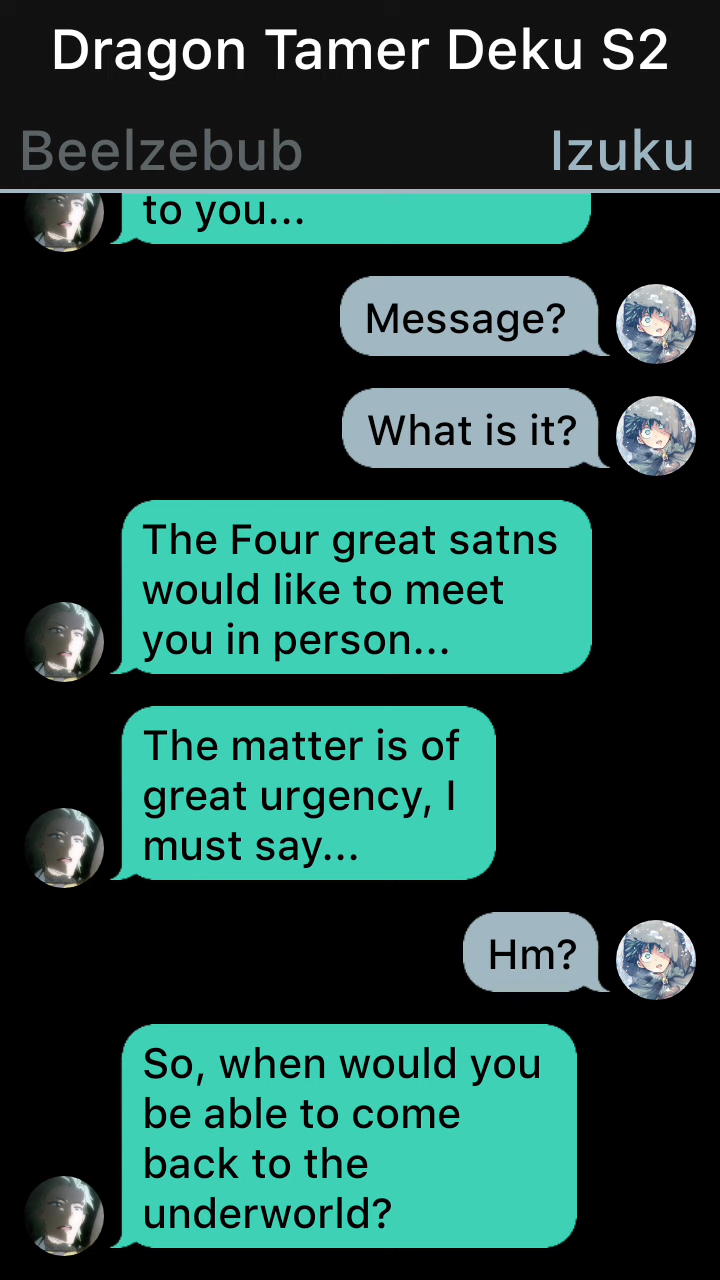 Dragon Tamer Deku S2
Beelzebub
Izuku
to you...
Message?
What is it?
The Four great satns
would like to meet
you in person...
The matter is of
great urgency, I
must say...
Hm?
So, when would you
be able to come
back to the
underworld?